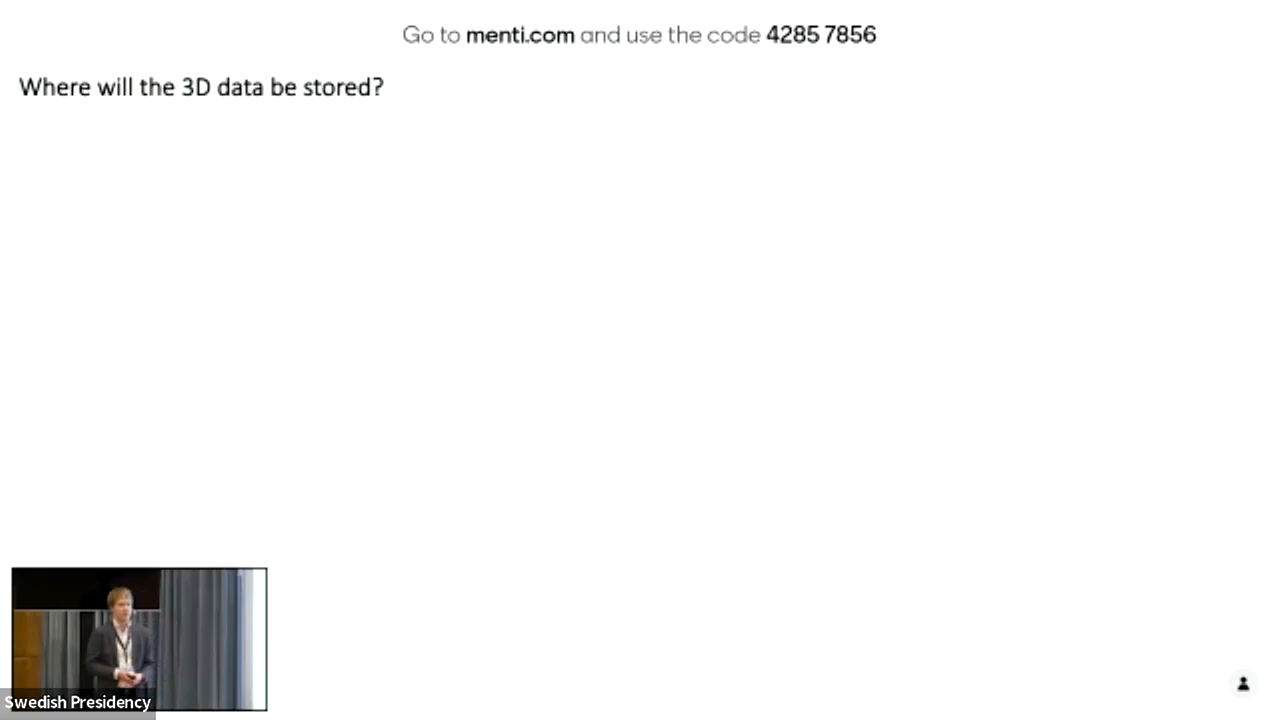 Go to menti.com and use the code 4285 7856
Where will the 3D data be stored?
Swedish Presidency